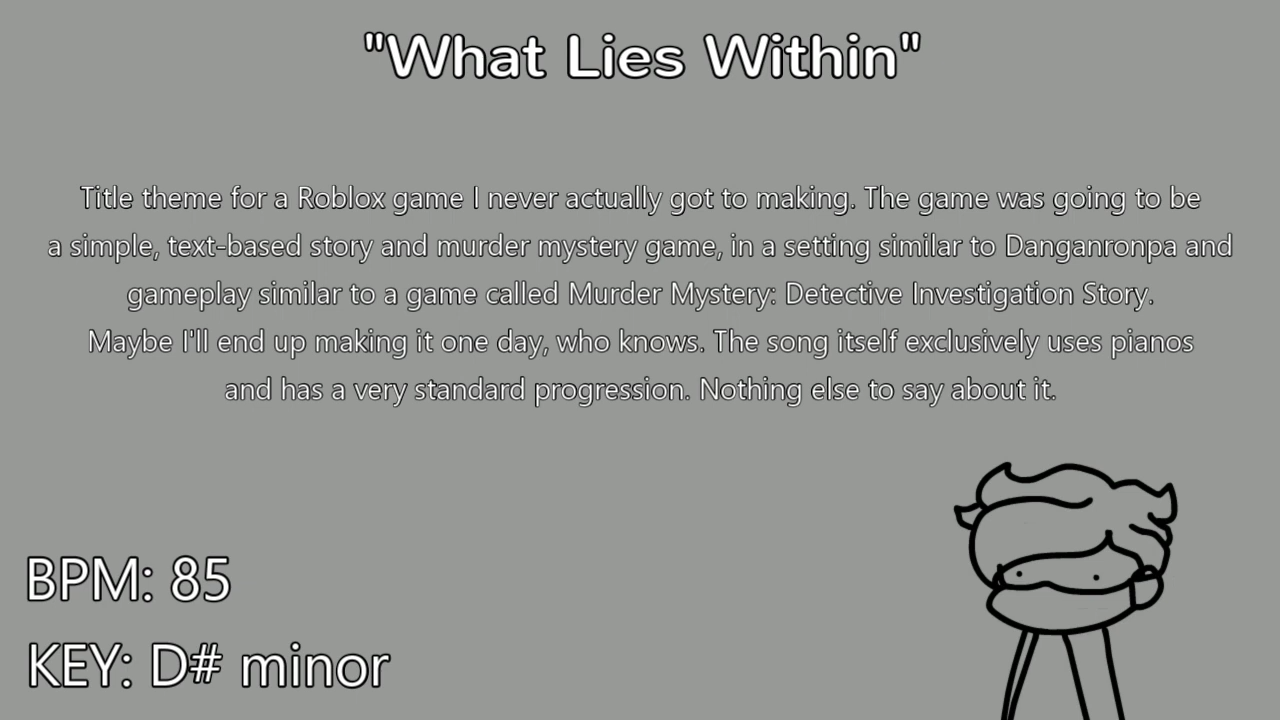 "What Lies Within"
Title theme for a Roblox game I never actually got to making. The game was going to be
a simple, text-based story and murder mystery game, in a setting similar to Danganronpa and
gameplay similar to a game called Murder Mystery: Detective Investigation Story.
Maybe I'll end up making it one day, who knows. The song itself exclusively uses pianos
and has a very standard progression. Nothing else to say about it.
BPM: 85
KEY: D# minor